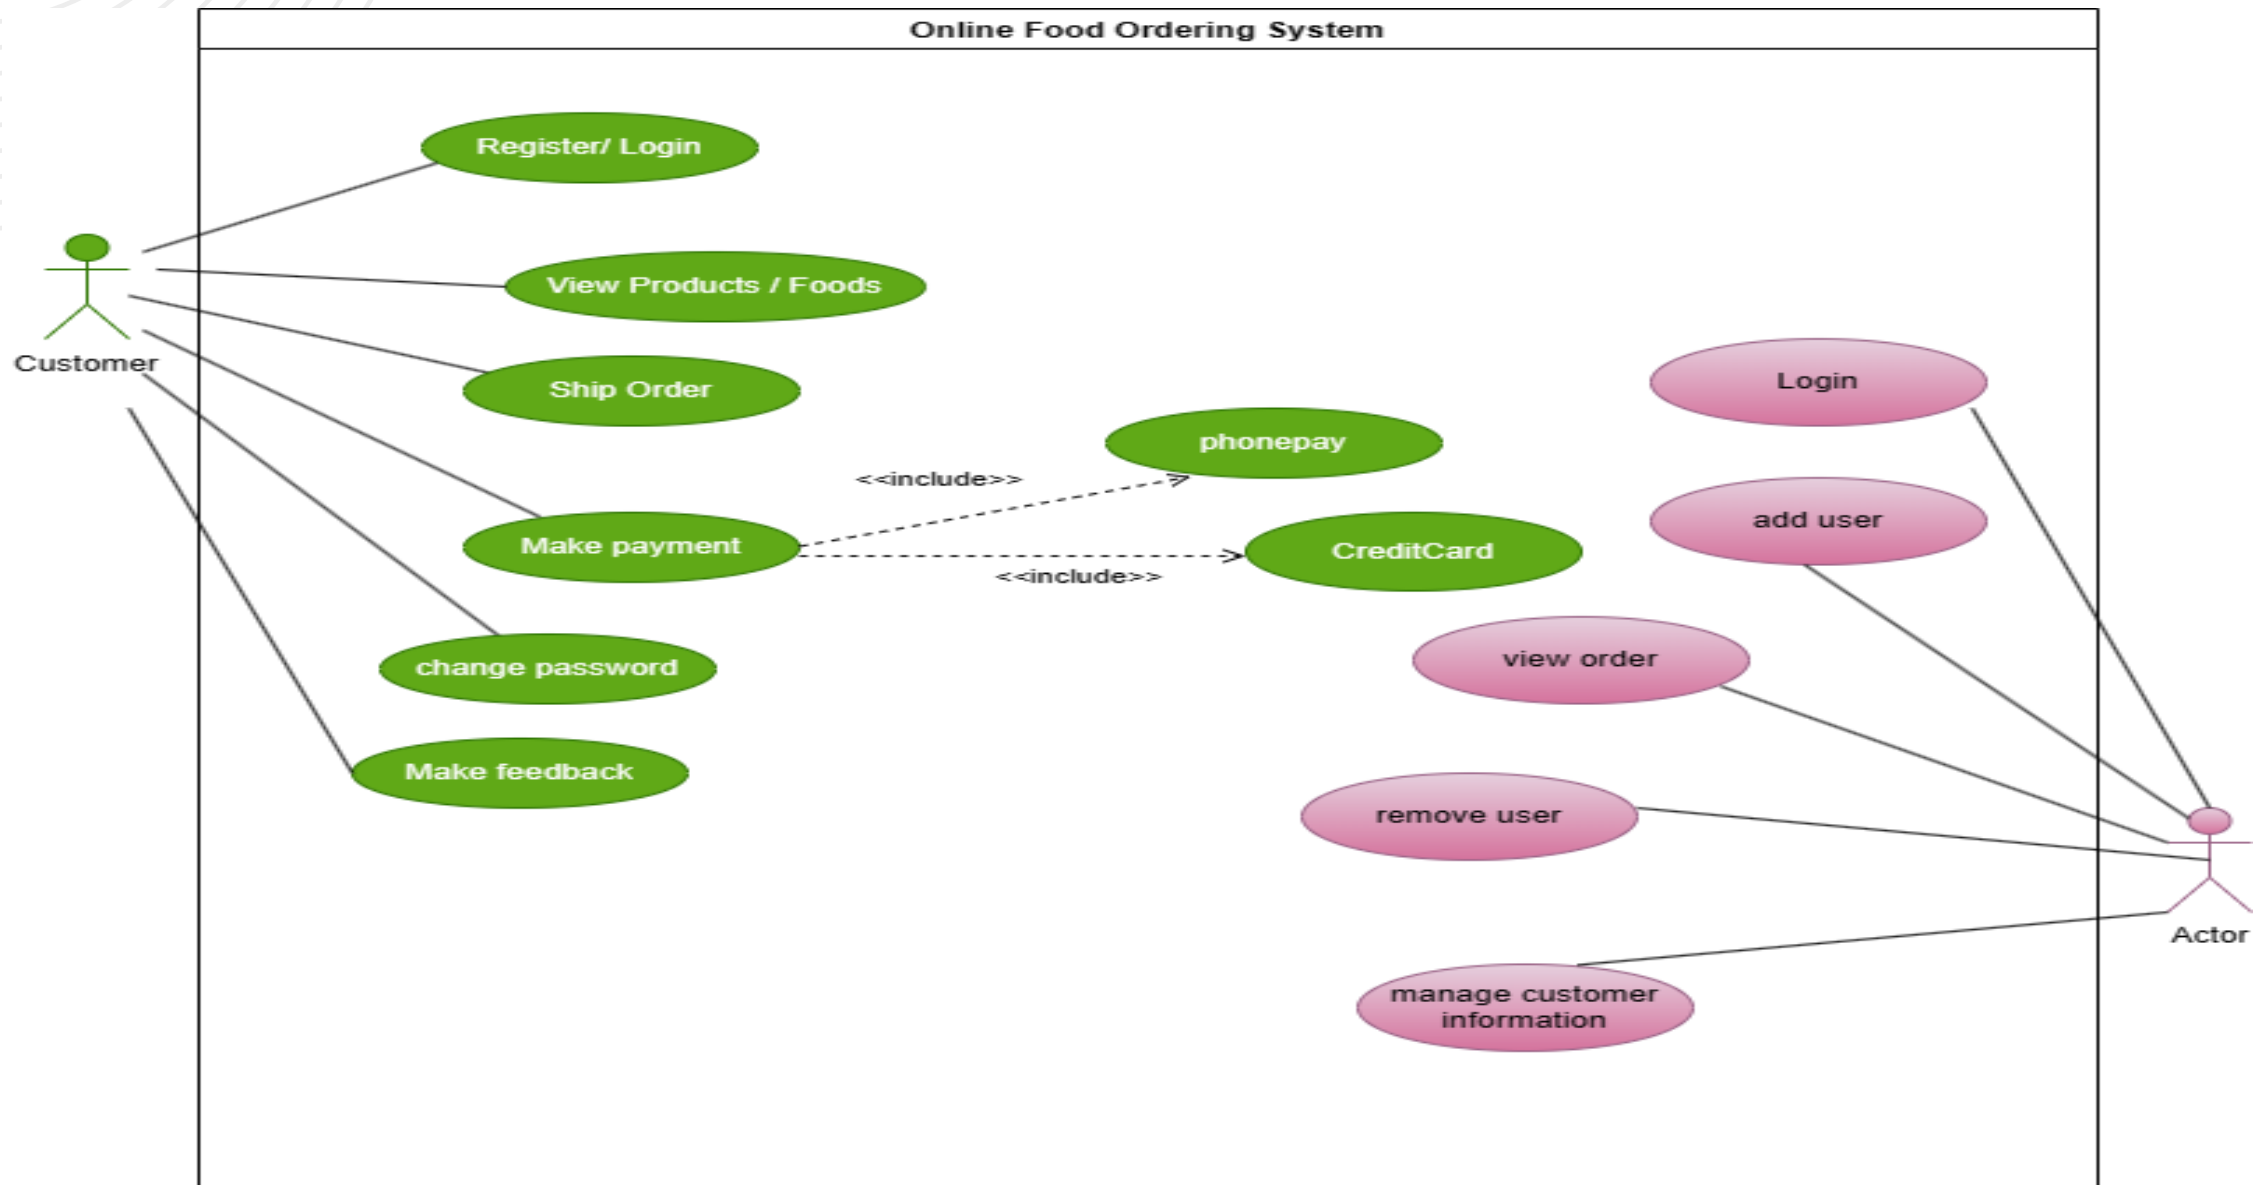 Online Food Ordering System
Register/ Login
View Products / Foods
Customer
Ship Order
Login
phonepay
<<include>>
add user
Make payment
CreditCard
<<include>>
view order
change password
Make feedback
remove user
Actor
manage customer
information